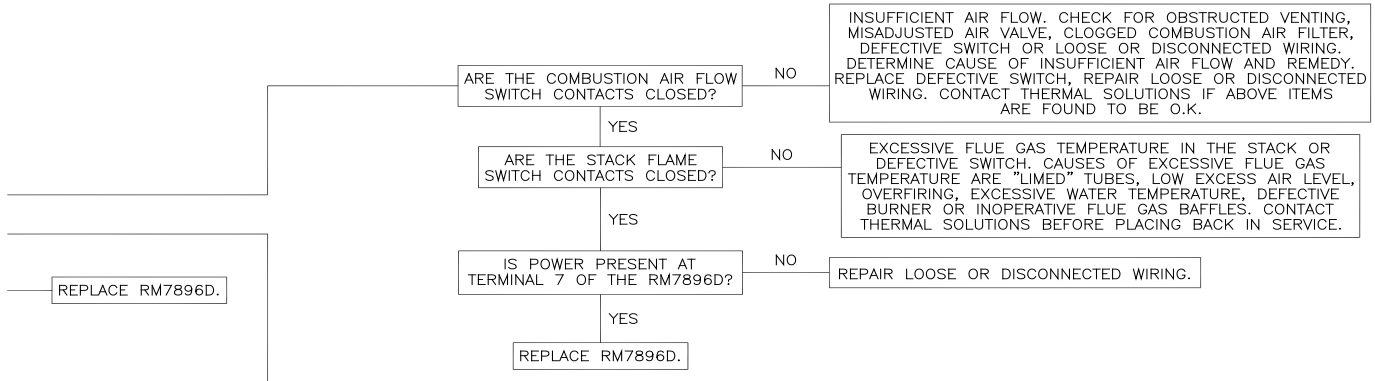 INSUFFICIENT AIR FLOW. CHECK FOR OBSTRUCTED VENTING,
MISADJUSTED AIR VALVE, CLOGGED COMBUSTION AIR FILTER,
DEFECTIVE SWITCH OR LOOSE OR DISCONNECTED WIRING.
DETERMINE CAUSE OF INSUFFICIENT AIR FLOW AND REMEDY.
REPLACE DEFECTIVE SWITCH, REPAIR LOOSE OR DISCONNECTED
WIRING. CONTACT THERMAL SOLUTIONS IF ABOVE ITEMS
ARE FOUND TO BE O.K.
ARE THE COMBUSTION AIR FLOW
SWITCH CONTACTS CLOSED?
NO
YES
ARE THE STACK FLAME
SWITCH CONTACTS CLOSED?
NO
EXCESSIVE FLUE GAS TEMPERATURE IN THE STACK OR
DEFECTIVE SWITCH. CAUSES OF EXCESSIVE FLUE GAS
TEMPERATURE ARE "LIMED" TUBES, LOW EXCESS AIR LEVEL,
OVERFIRING, EXCESSIVE WATER TEMPERATURE, DEFECTIVE
BURNER OR INOPERATIVE FLUE GAS BAFFLES. CONTACT
THERMAL SOLUTIONS BEFORE PLACING BACK IN SERVICE.
YES
IS POWER PRESENT AT
TERMINAL 7 OF THE RM7896D?
NO
REPAIR LOOSE OR DISCONNECTED WIRING.
REPLACE RM7896D.
YES
REPLACE RM7896D.